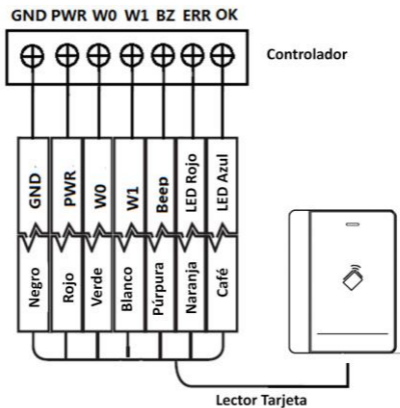 GND PWR W0 W1 BZ ERR OK
Controlador
GND
PWR
W0
W1
Beep
LED Rojo
LED Azul
Negro
Rojo
Verde
Blanco
Púrpura
Naranja
Café
Lector Tarjeta